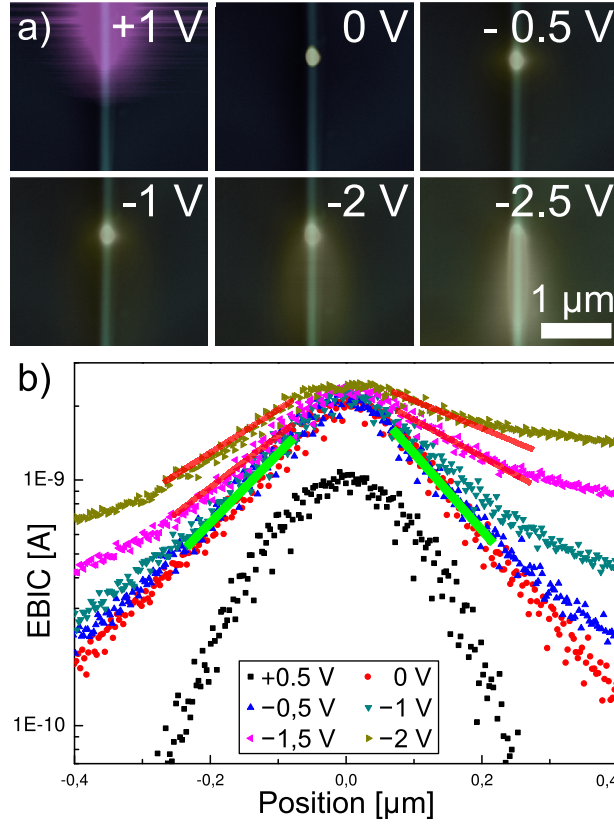 a) +1 V 0 V - 0.5 V
-1 V -2 V -2.5 V
1 µm
b)
EBIC [A]
1E-9
1E-10
+0.5 V 0 V
−0,5 V −1 V
−1,5 V −2 V
-0,4 -0,2 0,0 0,2 0,4
Position [µm]